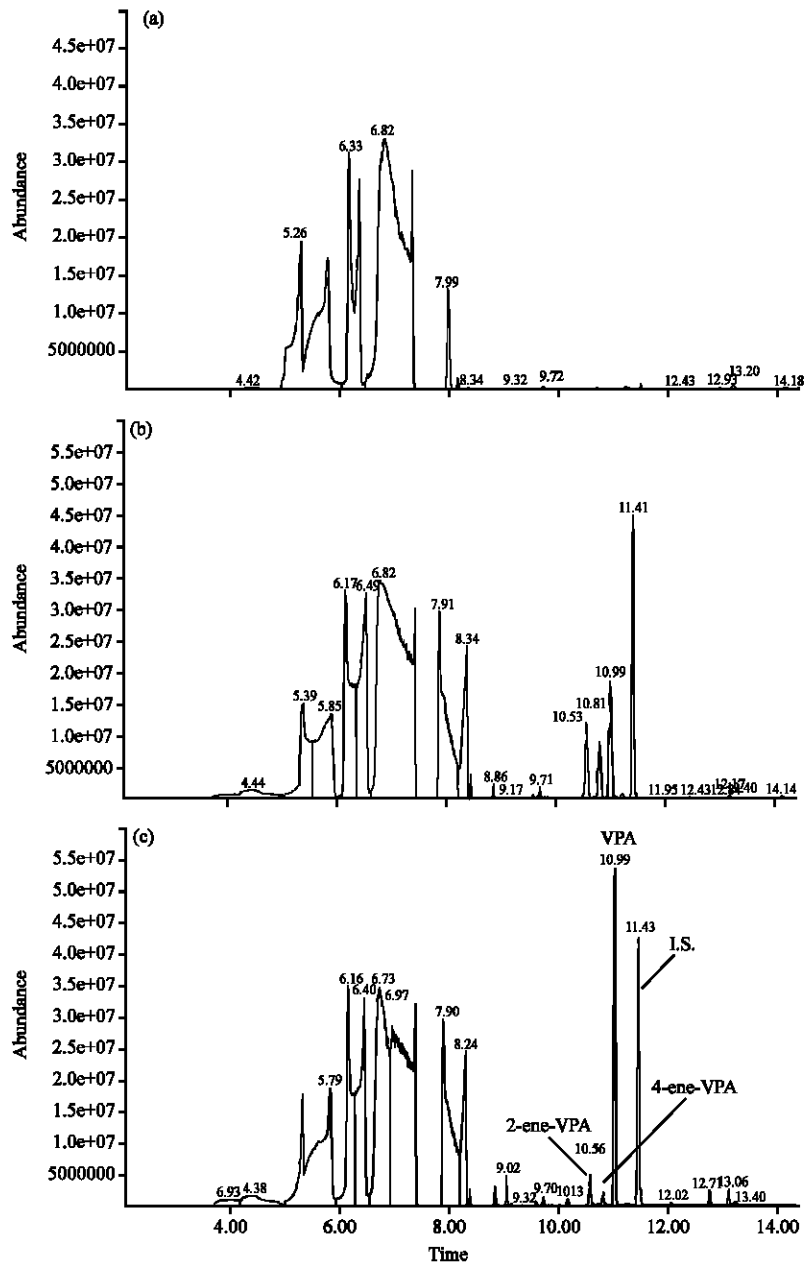 (a)
4.5e+07
4.0e+07
3.5e+07
3.0e+07
2.5e+07
2.0e+07
1.5e+07
1.0e+07
5000000
Abundance
4.42
5.26
6.33
6.82
7.99
8.34
9.32
9.72
12.43
12.93
13.20
14.18
(b)
5.5e+07
5.0e+07
4.5e+07
4.0e+07
3.5e+07
3.0e+07
2.5e+07
2.0e+07
1.5e+07
1.0e+07
5000000
Abundance
4.44
5.39
5.85
6.17
6.49
6.82
7.91
8.34
8.86
9.17
9.71
10.53
10.81
10.99
11.41
11.95
12.43
14.14
(c)
5.5e+07
5.0e+07
4.5e+07
4.0e+07
3.5e+07
3.0e+07
2.5e+07
2.0e+07
1.5e+07
1.0e+07
5000000
Abundance
6.93
4.38
5.79
6.16
6.40
6.73
6.97
7.90
8.24
9.02
9.32
9.70
1013
2-ene-VPA
10.56
VPA
10.99
11.43
I.S.
4-ene-VPA
12.02
12.71
13.06
13.40
4.00 6.00 8.00 10.00 12.00 14.00
Time